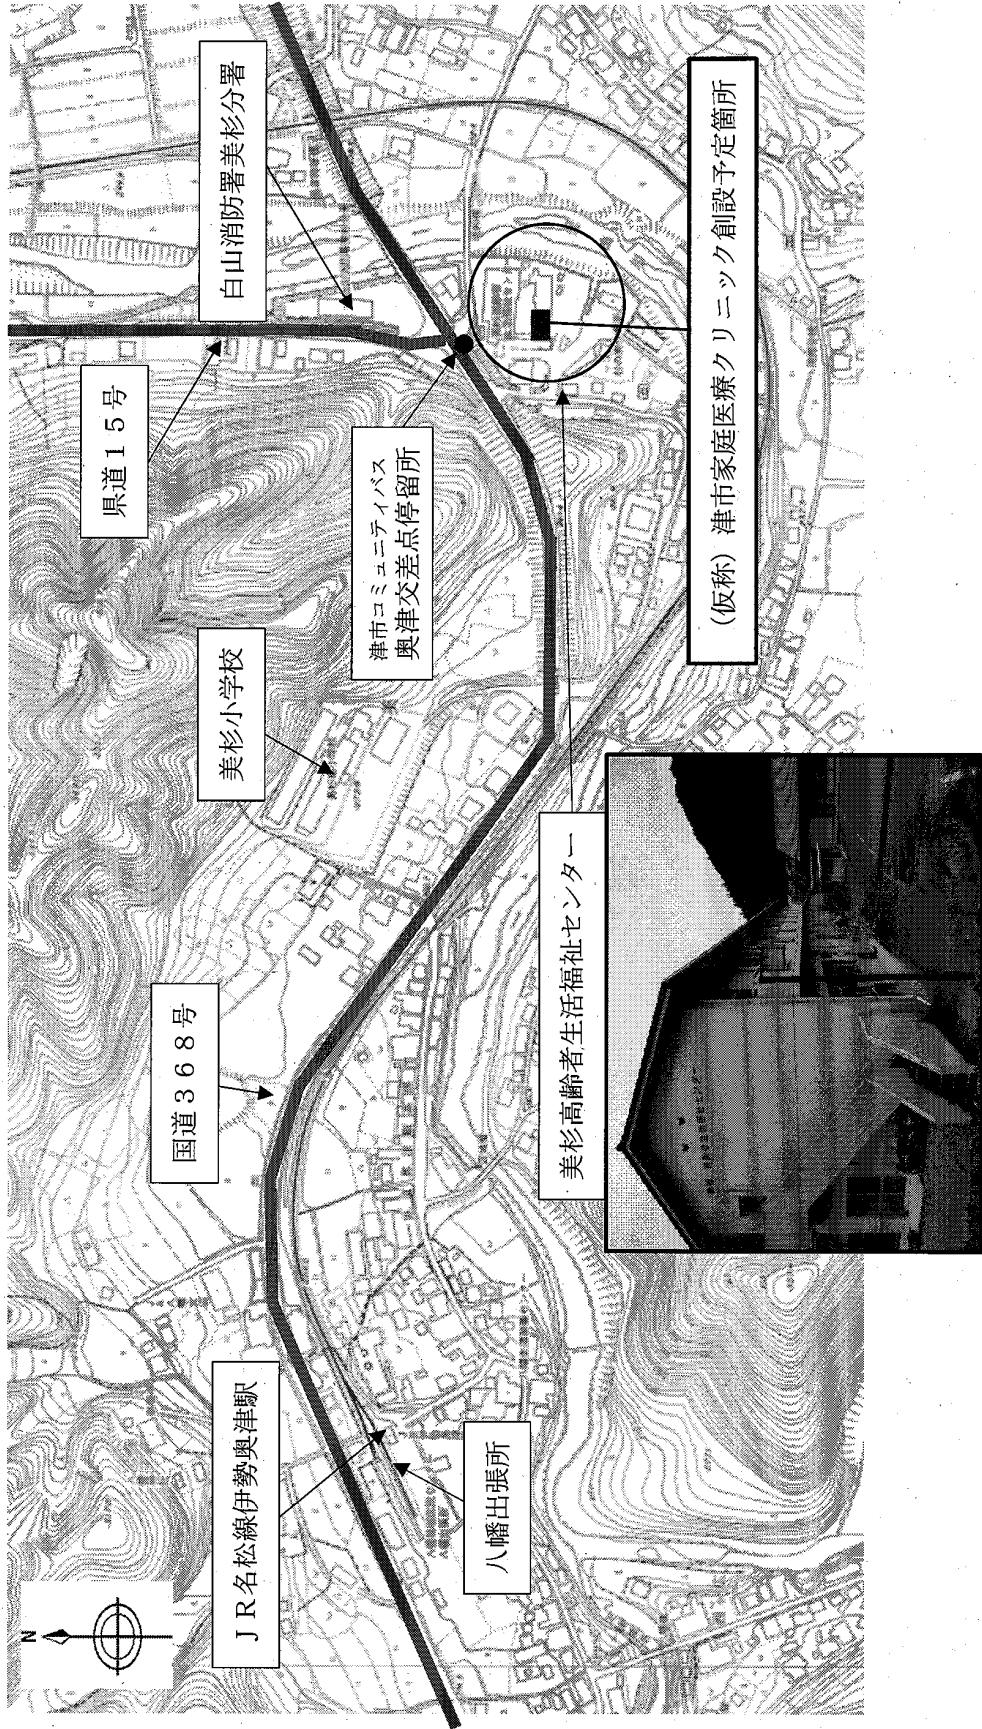 N
JR名松線伊勢奥津駅
八幡出張所
国道368号
美杉小学校
県道15号
白山消防署美杉分署
津市コミュニティバス
奥津交差点停留所
美杉高齢者生活福祉センター
(仮称)津市家庭医療クリニック創設予定箇所